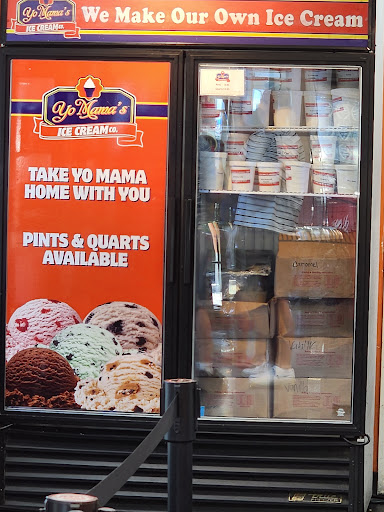 Yo Mama's
ICE CREAM CO.
We Make Our Own Ice Cream
Yo Mama's
ICE CREAM CO.
TAKE YO MAMA
HOME WITH YOU
PINTS & QUARTS
AVAILABLE
Caramel